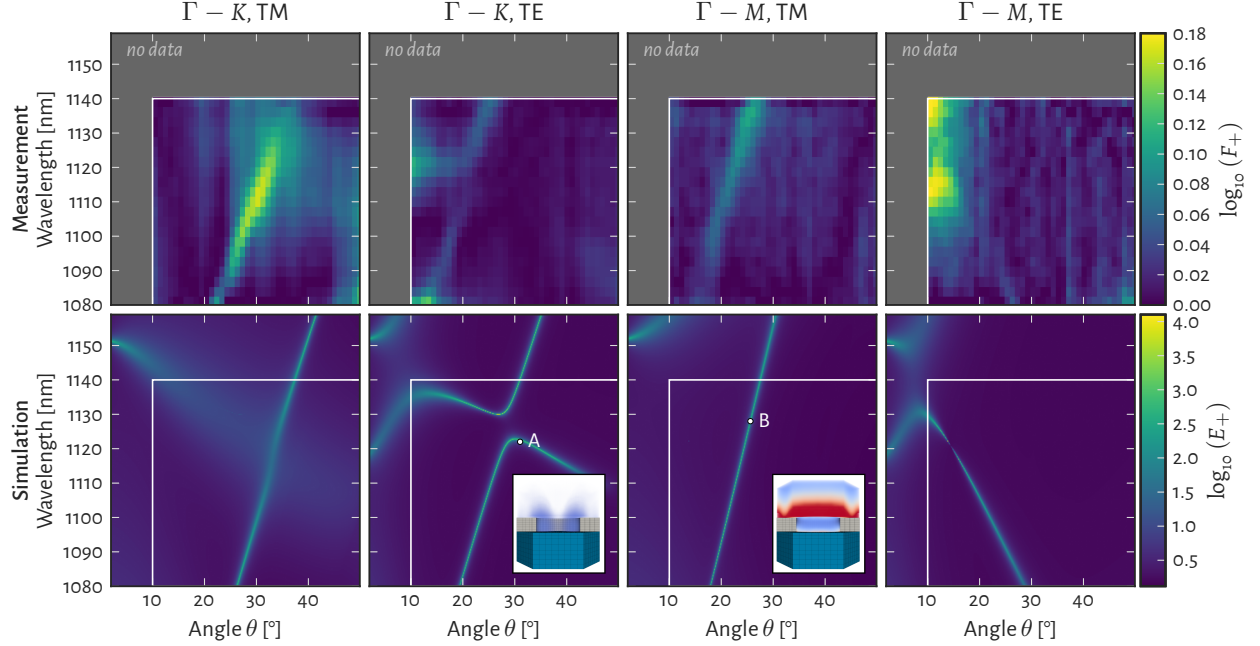 Γ − K, TM
Γ − K, TE
Γ − M, TM
Γ − M, TE
no data
no data
no data
Measurement
Wavelength [nm]
1150
1140
1130
1120
1110
1100
1090
1080
0.18
0.16
0.14
0.12
0.10
0.08
0.06
0.04
0.02
0.00
log₁₀ (F+)
Simulation
Wavelength [nm]
1150
1140
1130
1120
1110
1100
1090
1080
A
B
4.0
3.5
3.0
2.5
2.0
1.5
1.0
0.5
log₁₀ (E+)
10 20 30 40
10 20 30 40
10 20 30 40
10 20 30 40
Angle θ [°]
Angle θ [°]
Angle θ [°]
Angle θ [°]